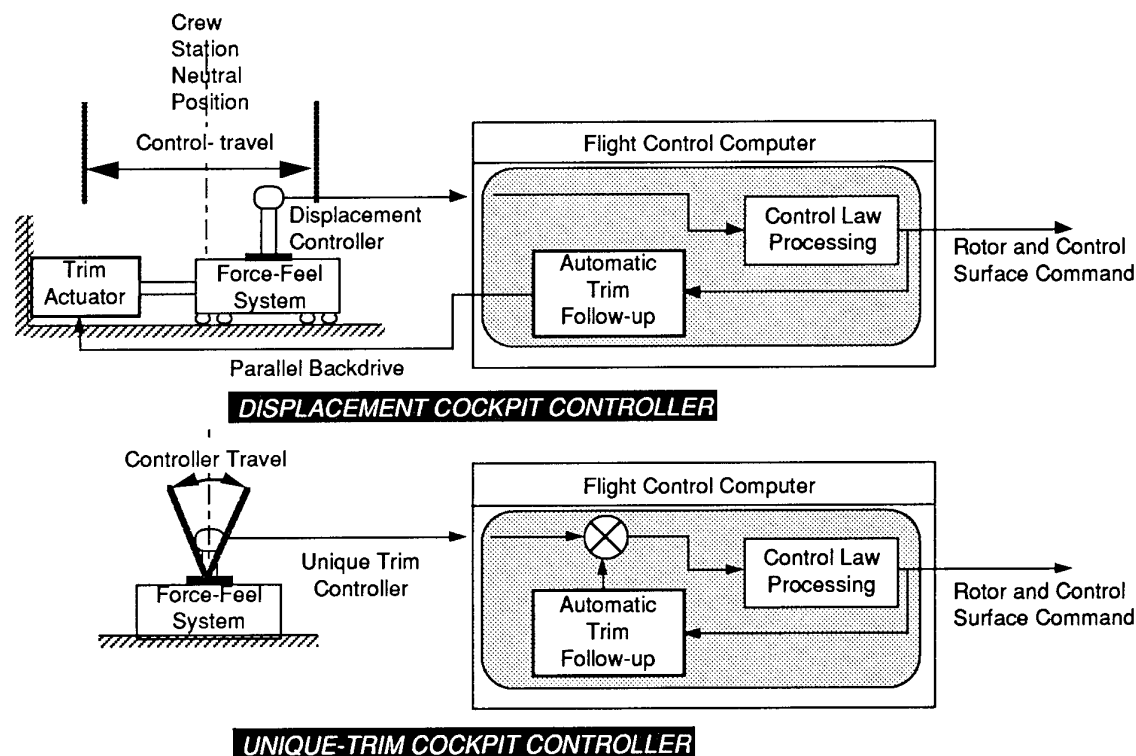 Crew
Station
Neutral
Position
Control- travel
Displacement
Controller
Trim
Actuator
Force-Feel
System
Parallel Backdrive
Flight Control Computer
Control Law
Processing
Automatic
Trim
Follow-up
Rotor and Control
Surface Command
DISPLACEMENT COCKPIT CONTROLLER
Controller Travel
Unique Trim
Controller
Force-Feel
System
Flight Control Computer
Control Law
Processing
Automatic
Trim
Follow-up
Rotor and Control
Surface Command
UNIQUE-TRIM COCKPIT CONTROLLER